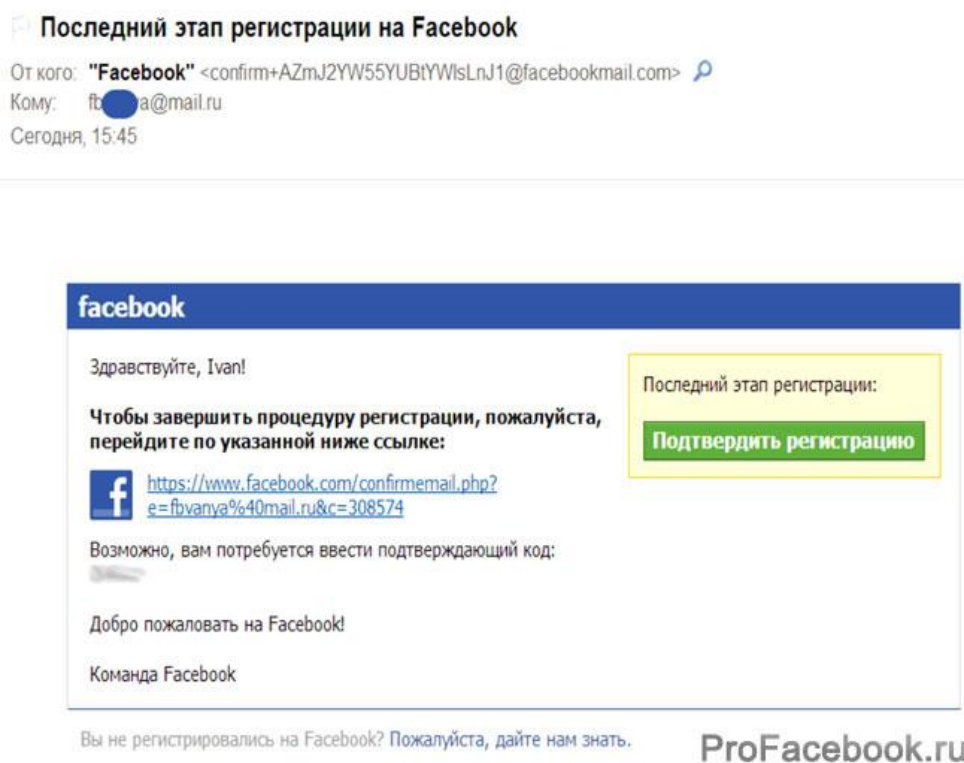 Последний этап регистрации на Facebook
От кого: "Facebook" <confirm+AZmJ2YW55YUBtYWlsLnJ1@facebookmail.com>
Кому: fb a@mail.ru
Сегодня, 15:45
facebook
Здравствуйте, Ivan!
Чтобы завершить процедуру регистрации, пожалуйста,
перейдите по указанной ниже ссылке:
https://www.facebook.com/confirmemail.php?
e=fbvanya%40mail.ru&c=308574
Возможно, вам потребуется ввести подтверждающий код:
Добро пожаловать на Facebook!
Команда Facebook
Последний этап регистрации:
Подтвердить регистрацию
Вы не регистрировались на Facebook? Пожалуйста, дайте нам знать.
ProFacebook.ru